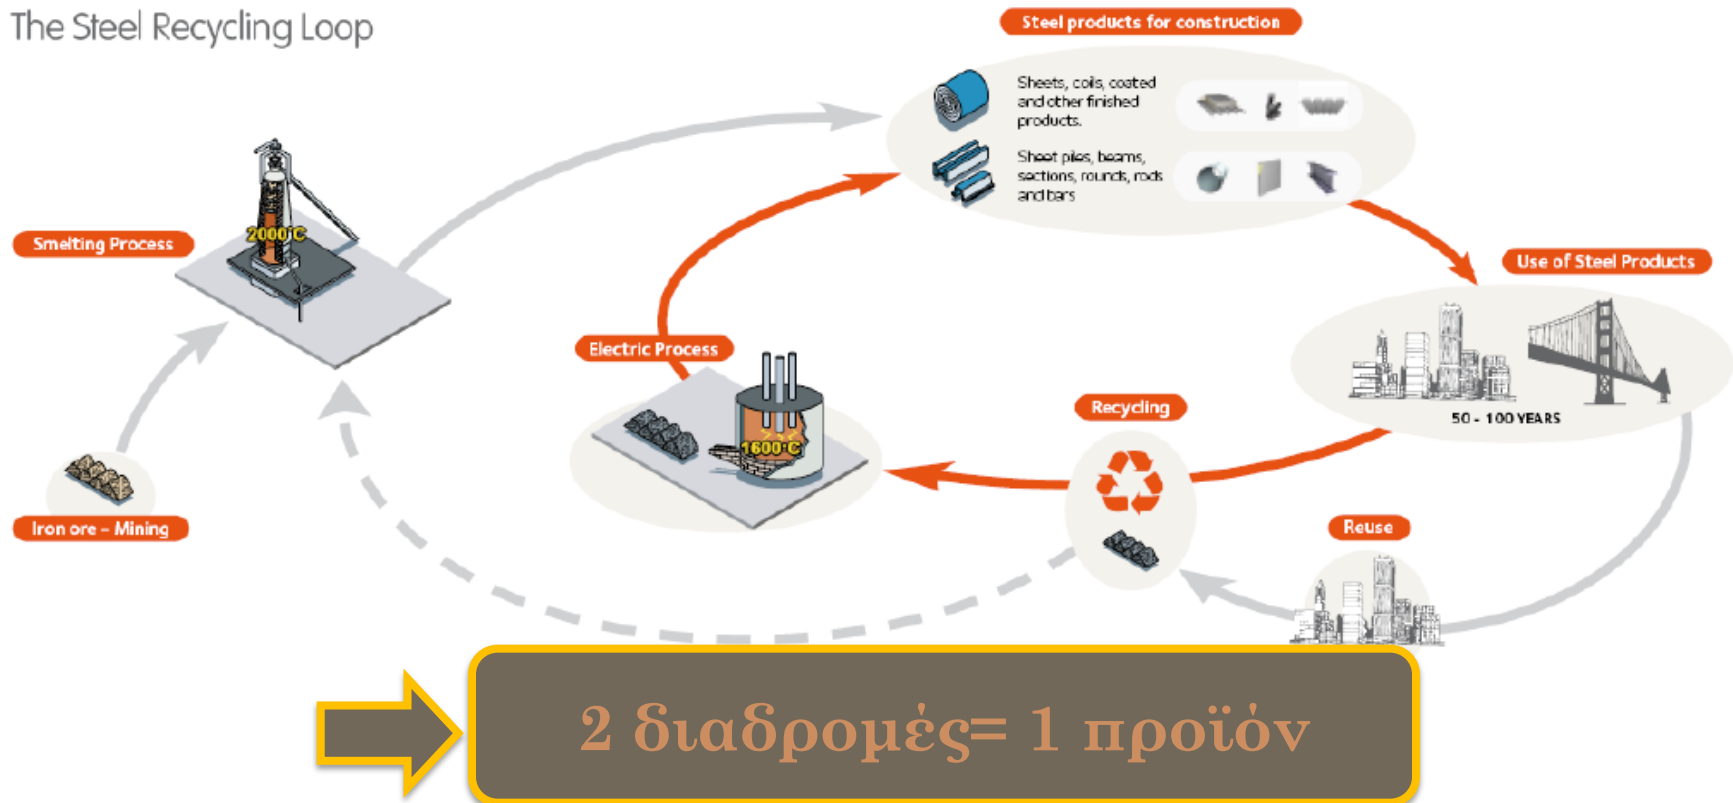 The Steel Recycling Loop
Steel products for construction
Sheets, coils, coated
and other finished
products.
Sheet piles, beams,
sections, rounds, rods
and bars
2000°C
Smelting Process
Use of Steel Products
50 - 100 YEARS
Electric Process
1600°C
Recycling
Iron ore – Mining
Reuse
2 διαδρομές= 1 προϊόν